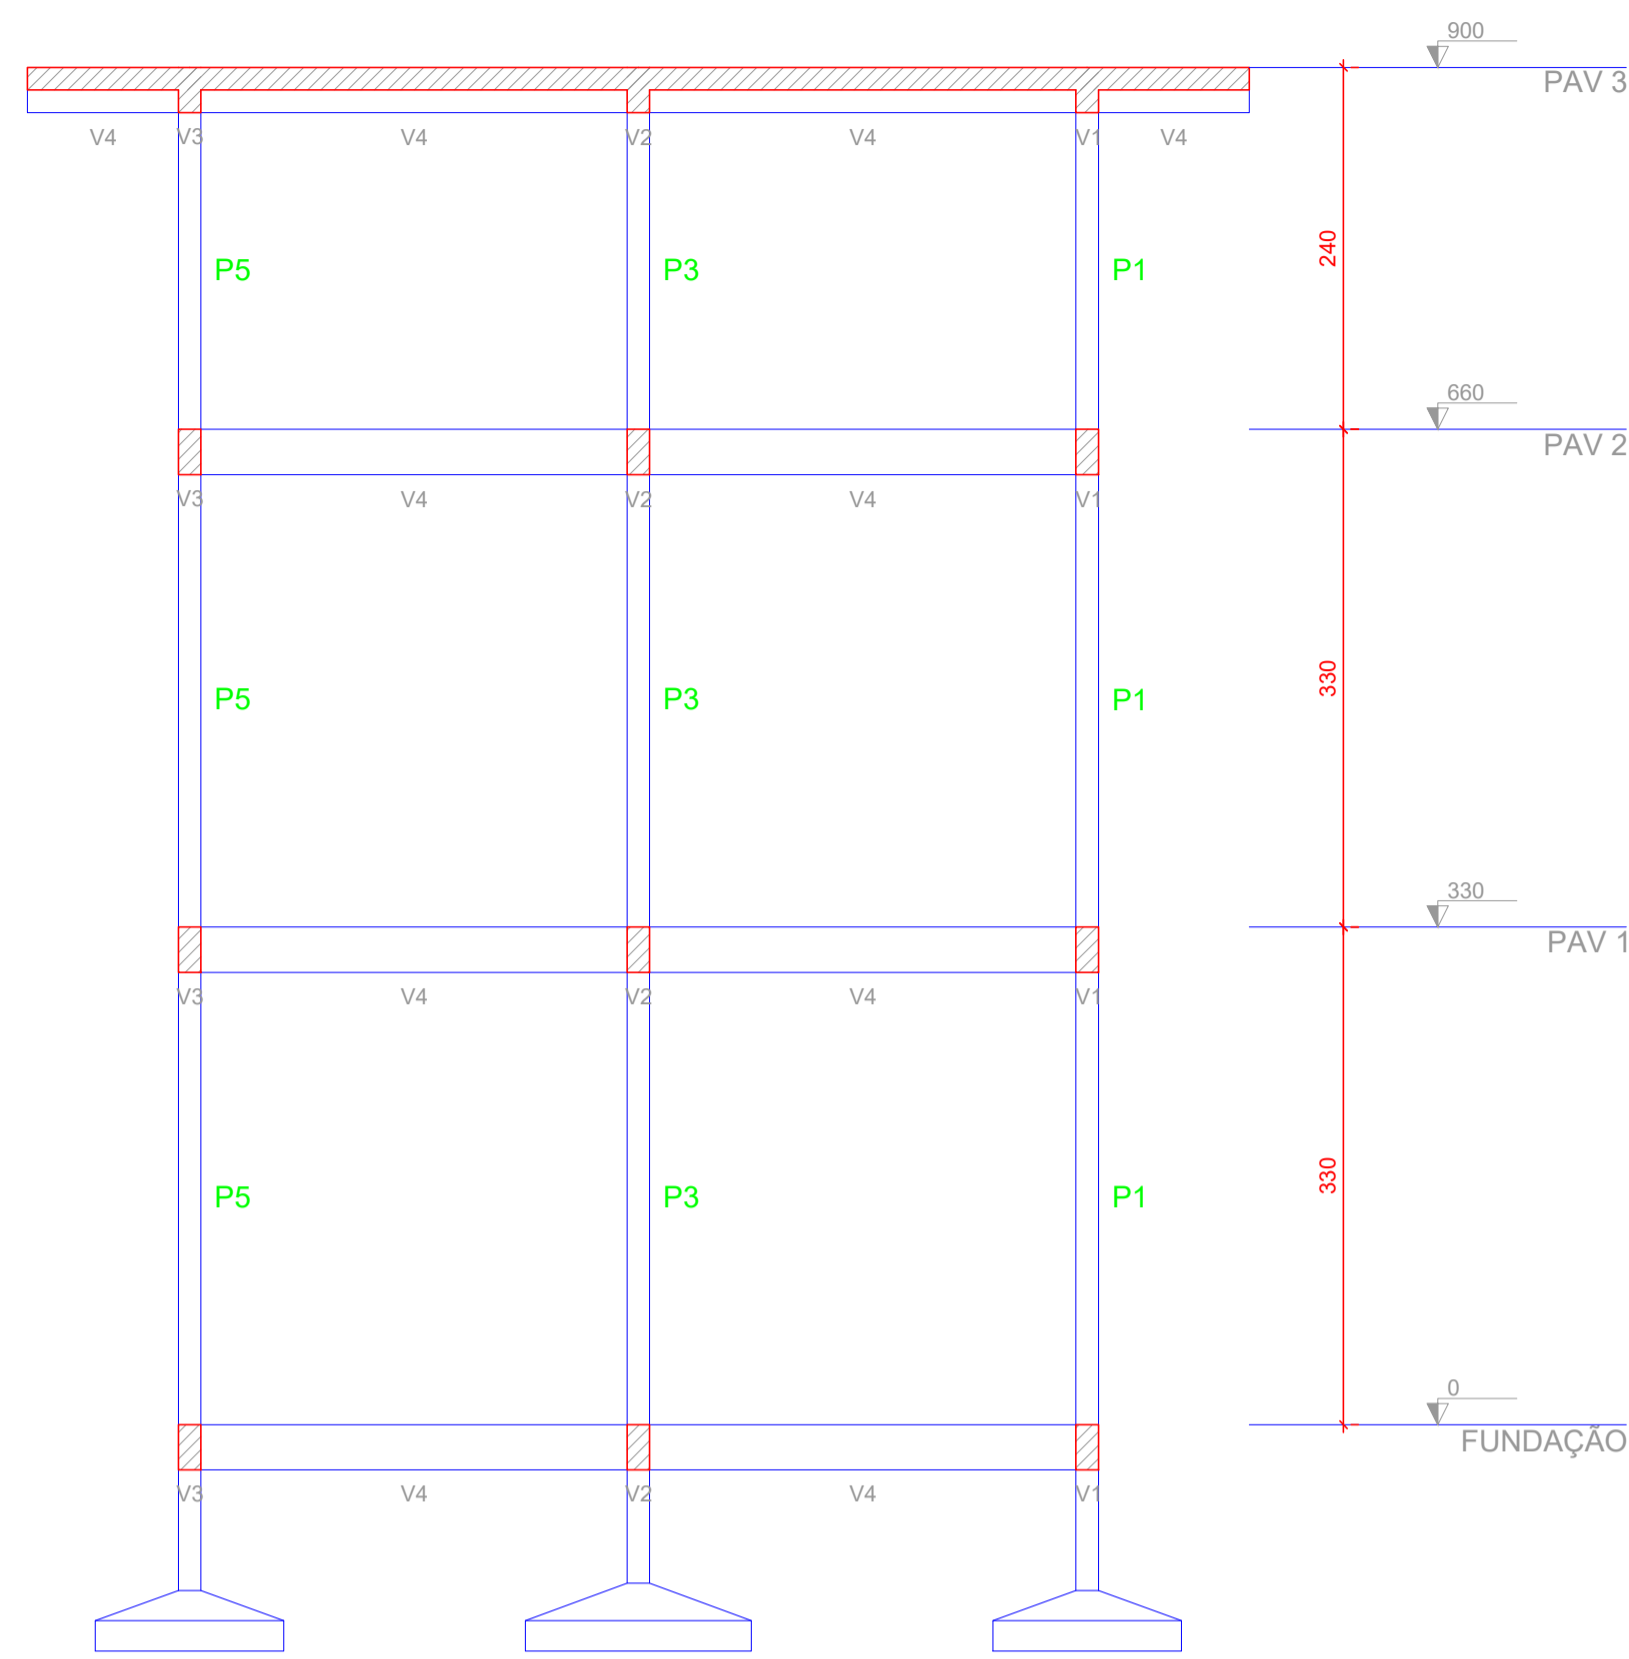 900
PAV 3
V4 V3 V4 V2 V4 V1 V4
240
P5 P3 P1
660
PAV 2
V3 V4 V2 V4 V1
330
P5 P3 P1
330
PAV 1
V3 V4 V2 V4 V1
330
P5 P3 P1
0
FUNDAÇÃO
V3 V4 V2 V4 V1